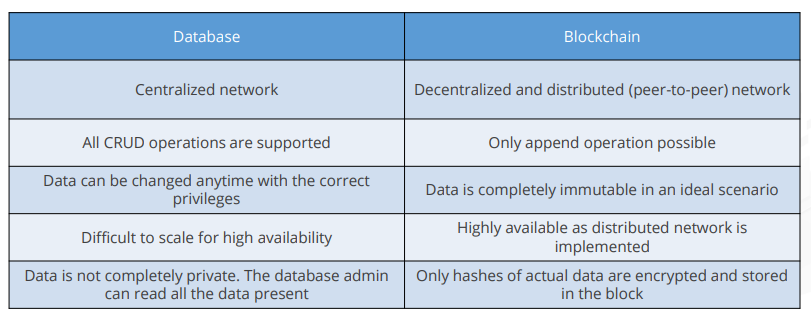 Database
Blockchain
Centralized network
Decentralized and distributed (peer-to-peer) network
All CRUD operations are supported
Only append operation possible
Data can be changed anytime with the correct
privileges
Data is completely immutable in an ideal scenario
Difficult to scale for high availability
Highly available as distributed network is
implemented
Data is not completely private. The database admin
can read all the data present
Only hashes of actual data are encrypted and stored
in the block